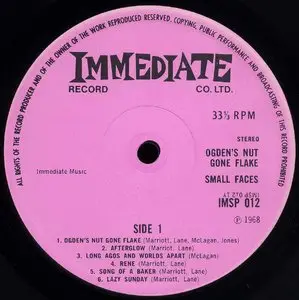 ALL RIGHTS OF THE RECORD PRODUCER AND OF THE OWNER OF THE WORK REPRODUCED RESERVED. COPYING, PUBLIC PERFORMANCE AND BROADCASTING OF THIS RECORD PROHIBITED
IMMEDIATE
RECORD CO. LTD.
33⅓ RPM
STEREO
OGDEN'S NUT
GONE FLAKE
SMALL FACES
Immediate Music
IMSP 012
Ⓟ 1968
SIDE 1
1. OGDEN'S NUT GONE FLAKE (Marriott, Lane, McLagan, Jones)
2. AFTERGLOW (Marriott, Lane)
3. LONG AGOS AND WORLDS APART (McLagan)
4. RENE (Marriott, Lane)
5. SONG OF A BAKER (Marriott, Lane)
6. LAZY SUNDAY (Marriott, Lane)